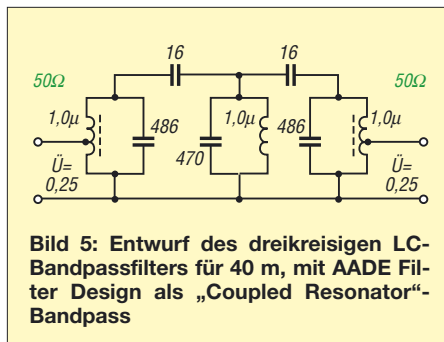 16 16
50Ω 50Ω
1,0µ 486 1,0µ 486 1,0µ
470
Ü= Ü=
0,25 0,25
Bild 5: Entwurf des dreikreisigen LC-
Bandpassfilters für 40 m, mit AADE Fil-
ter Design als „Coupled Resonator“-
Bandpass